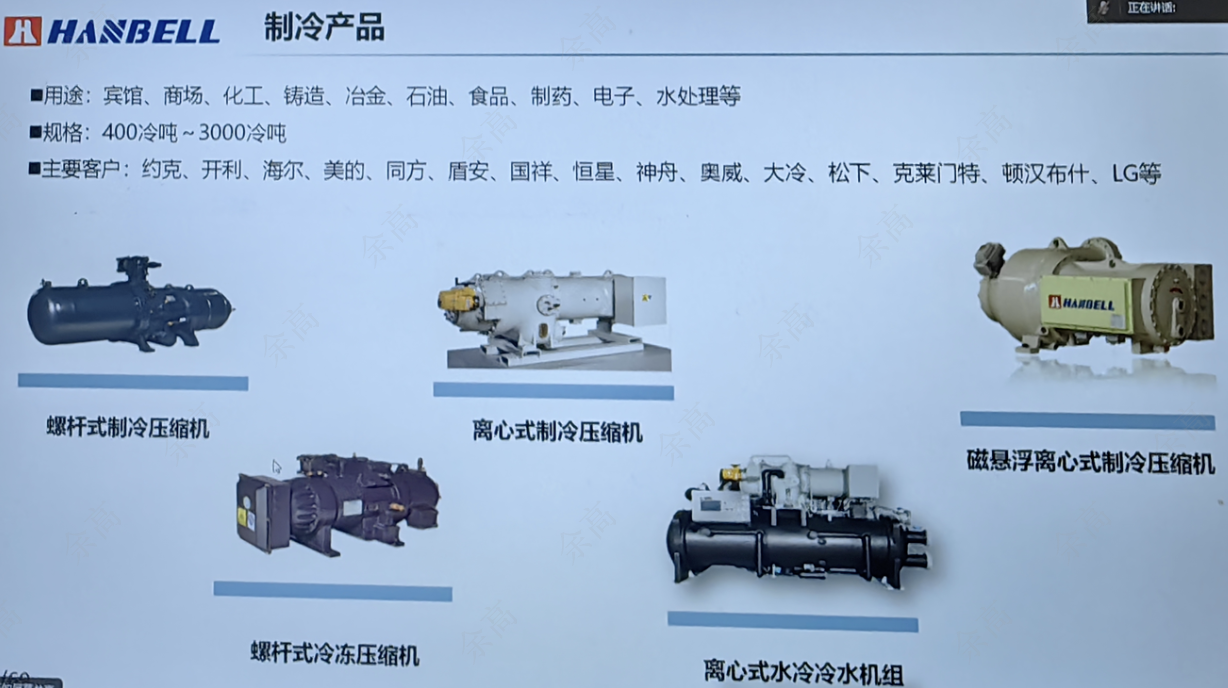 HANBELL 制冷产品
正在讲话:
■用途：宾馆、商场、化工、铸造、冶金、石油、食品、制药、电子、水处理等
■规格：400冷吨～3000冷吨
■主要客户：约克、开利、海尔、美的、同方、盾安、国祥、恒星、神舟、奥威、大冷、松下、克莱门特、顿汉布什、LG等
HANBELL
螺杆式制冷压缩机
离心式制冷压缩机
磁悬浮离心式制冷压缩机
螺杆式冷冻压缩机
离心式水冷冷水机组
余高